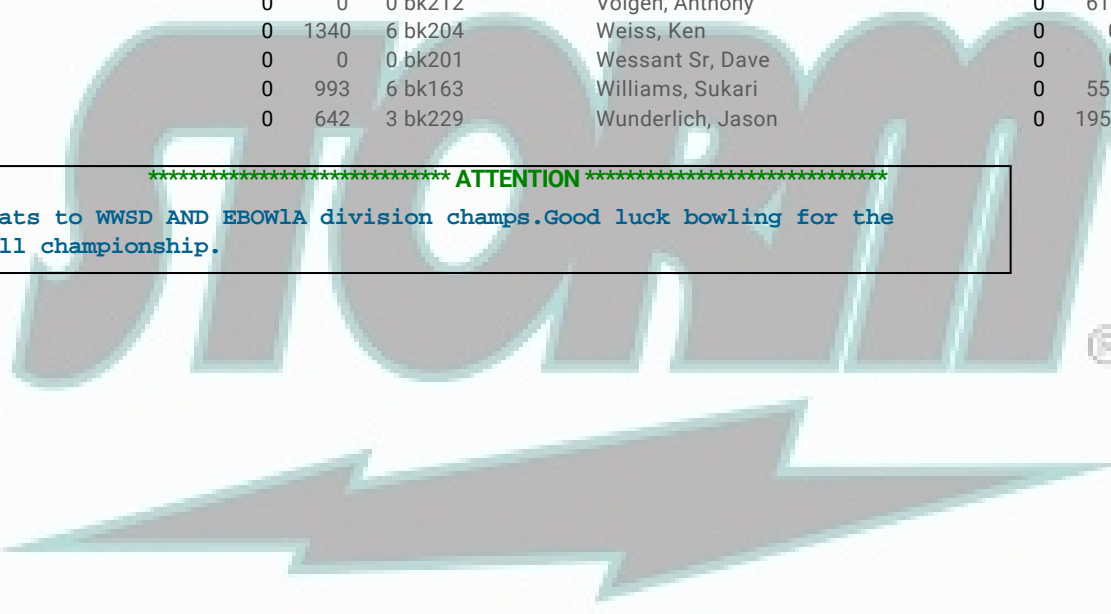 0 0 0 bk212 Volgen, Anthony 0 61
0 1340 6 bk204 Weiss, Ken 0
0 0 0 bk201 Wessant Sr, Dave 0
0 993 6 bk163 Williams, Sukari 0 55
0 642 3 bk229 Wunderlich, Jason 0 195
****************************** ATTENTION ******************************
ats to WWSD AND EBOWlA division champs.Good luck bowling for the
ll championship.
STORM
®